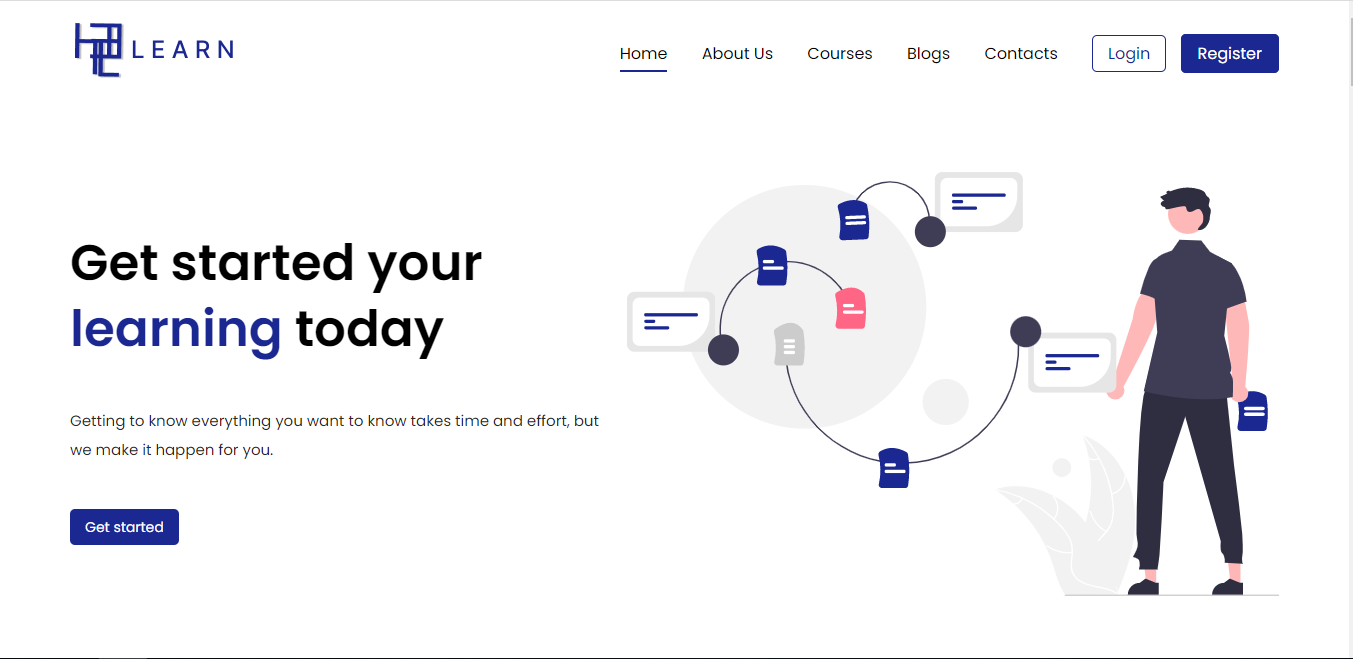 LEARN
Home About Us Courses Blogs Contacts Login Register
Get started your
learning today
Getting to know everything you want to know takes time and effort, but
we make it happen for you.
Get started